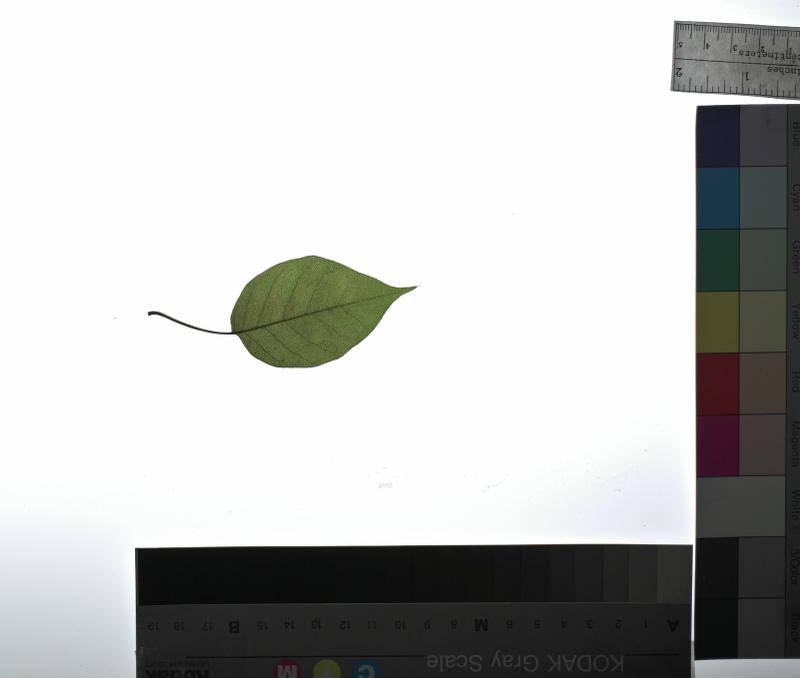 5 4 3 2 1
centimeters
2 1
inches
Blue
Cyan
Green
Yellow
Red
Magenta
White
3/Color
Black
A 1 2 3 4 5 6 M 8 9 10 11 12 13 14 15 B 17 18 19
KODAK Gray Scale
C Y M
Kodak